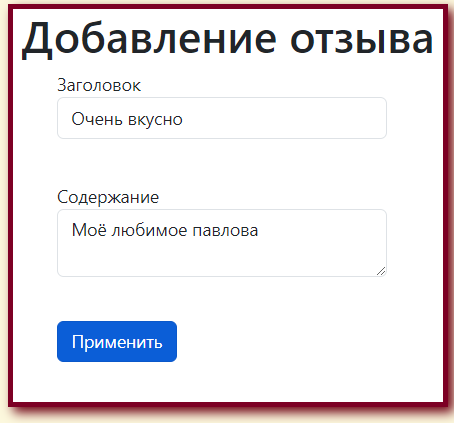 Добавление отзыва
Заголовок
Очень вкусно
Содержание
Моё любимое павлова
Применить